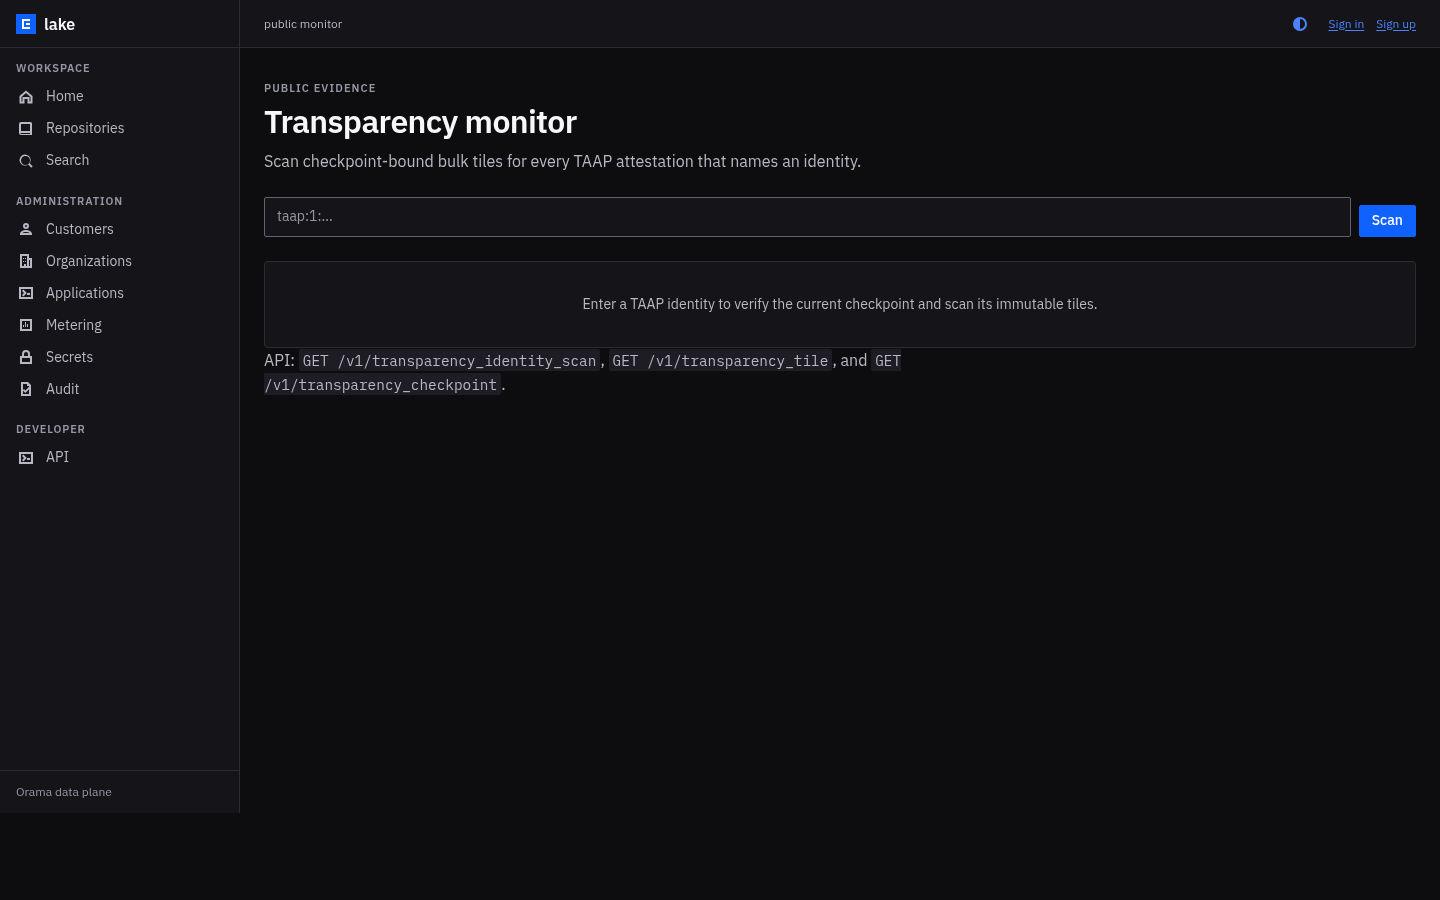 lake
public monitor
Sign in
Sign up
WORKSPACE
Home
Repositories
Search
ADMINISTRATION
Customers
Organizations
Applications
Metering
Secrets
Audit
DEVELOPER
API
Orama data plane
PUBLIC EVIDENCE
Transparency monitor
Scan checkpoint-bound bulk tiles for every TAAP attestation that names an identity.
taap:1:...
Scan
Enter a TAAP identity to verify the current checkpoint and scan its immutable tiles.
API: GET /v1/transparency_identity_scan, GET /v1/transparency_tile, and GET
/v1/transparency_checkpoint.